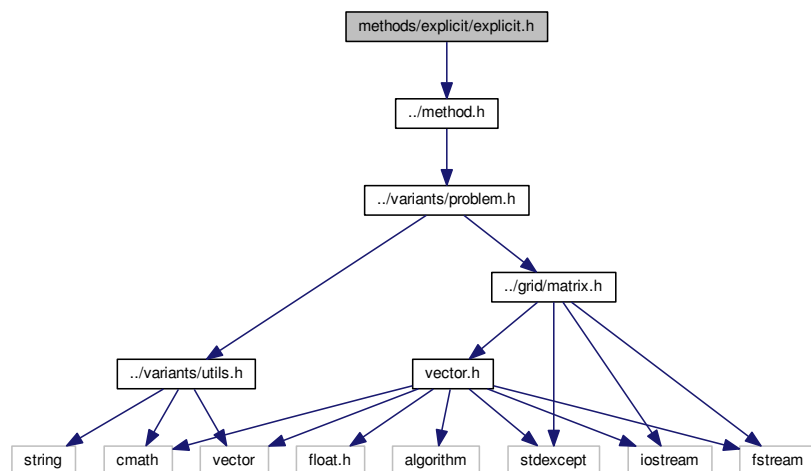 methods/explicit/explicit.h
../method.h
../variants/problem.h
../grid/matrix.h
../variants/utils.h
vector.h
string
cmath
vector
float.h
algorithm
stdexcept
iostream
fstream